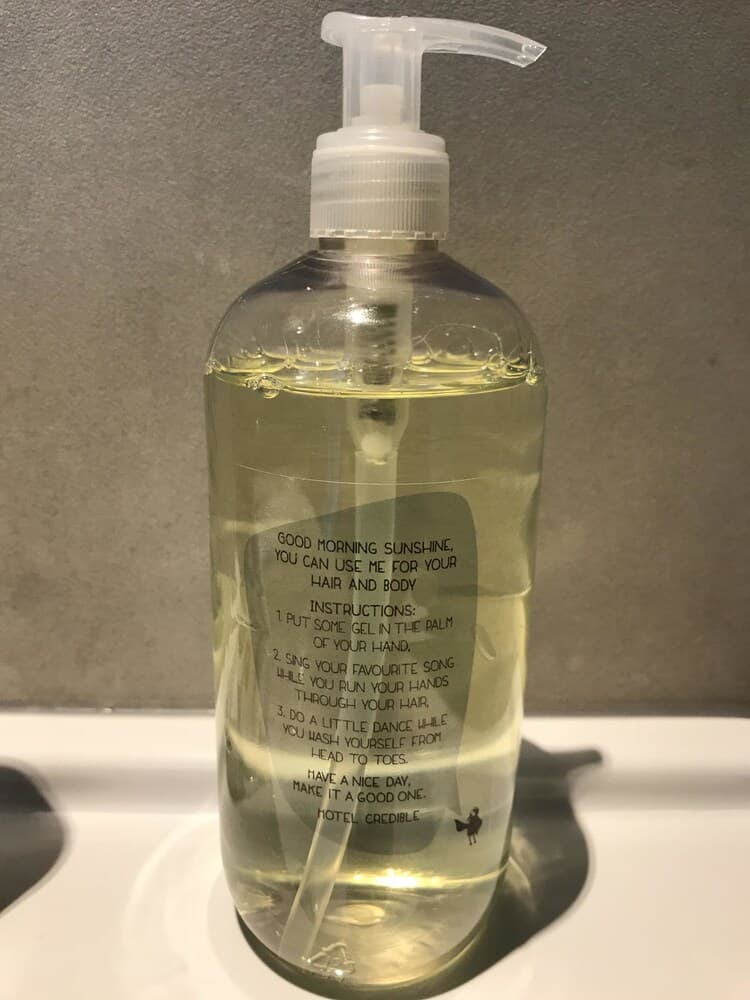 GOOD MORNING SUNSHINE,
YOU CAN USE ME FOR YOUR
HAIR AND BODY
INSTRUCTIONS:
1. PUT SOME GEL IN THE PALM
OF YOUR HAND,
2. SING YOUR FAVOURITE SONG
WHILE YOU RUN YOUR HANDS
THROUGH YOUR HAIR,
3. DO A LITTLE DANCE WHILE
YOU WASH YOURSELF FROM
HEAD TO TOES.
HAVE A NICE DAY,
MAKE IT A GOOD ONE.
HOTEL CREDIBLE